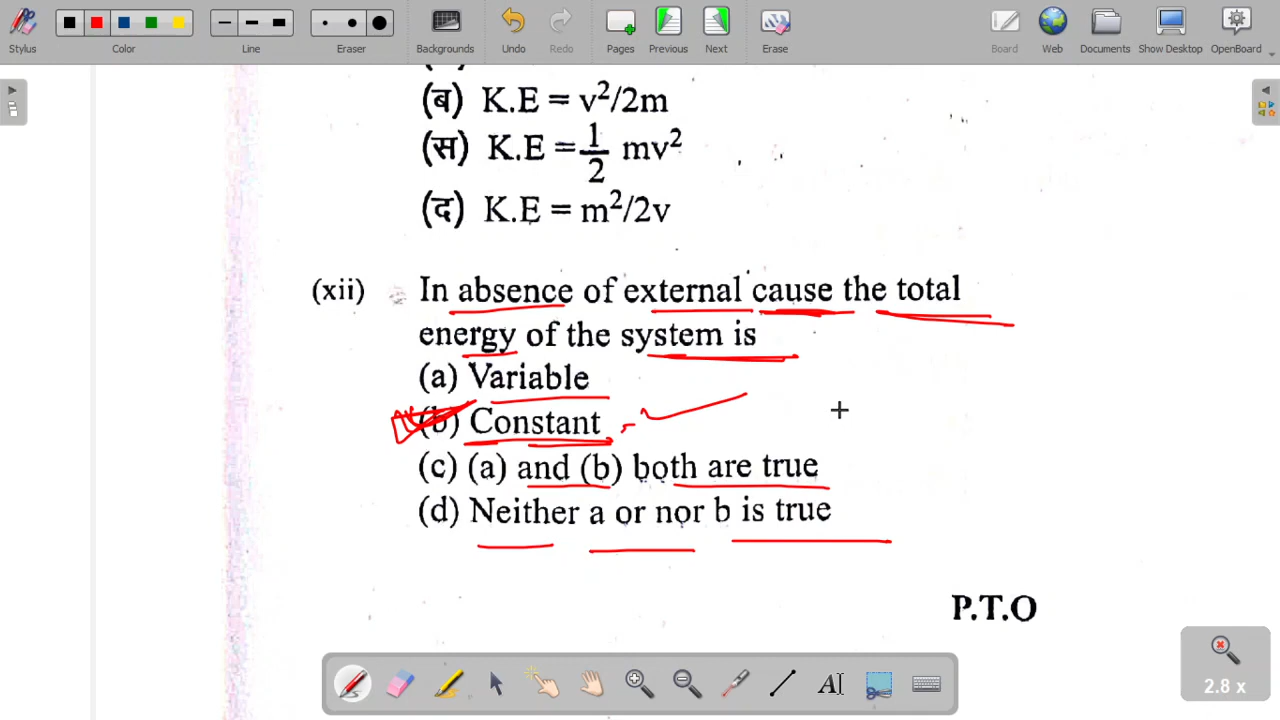 Stylus
Color
Line
Eraser
Backgrounds
Undo
Redo
Pages
Previous
Next
Erase
Board
Web
Documents
Show Desktop
OpenBoard
(ब) K.E = v²/2m
(स) K.E = 1/2 mv²
(द) K.E = m²/2v
(xii) In absence of external cause the total
energy of the system is
(a) Variable
(b) Constant
(c) (a) and (b) both are true
(d) Neither a or nor b is true
P.T.O
2.8 x